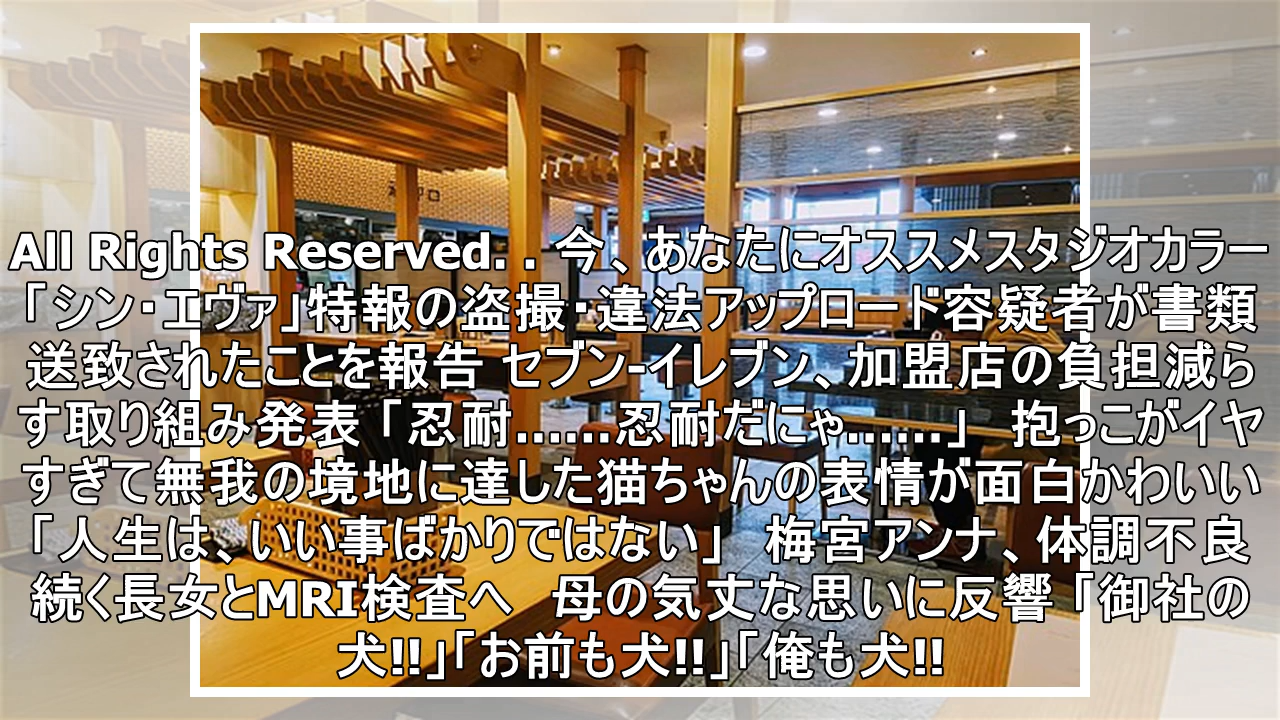 All Rights Reserved. . 今、あなたにオススメスタジオカラー
「シン・エヴァ」特報の盗撮・違法アップロード容疑者が書類
送致されたことを報告 セブン-イレブン、加盟店の負担減ら
す取り組み発表 「忍耐……忍耐だにゃ……」 抱っこがイヤ
すぎて無我の境地に達した猫ちゃんの表情が面白かわいい
「人生は、いい事ばかりではない」 梅宮アンナ、体調不良
続く長女とMRI検査へ 母の気丈な思いに反響 「御社の
犬!!」「お前も犬!!」「俺も犬!!